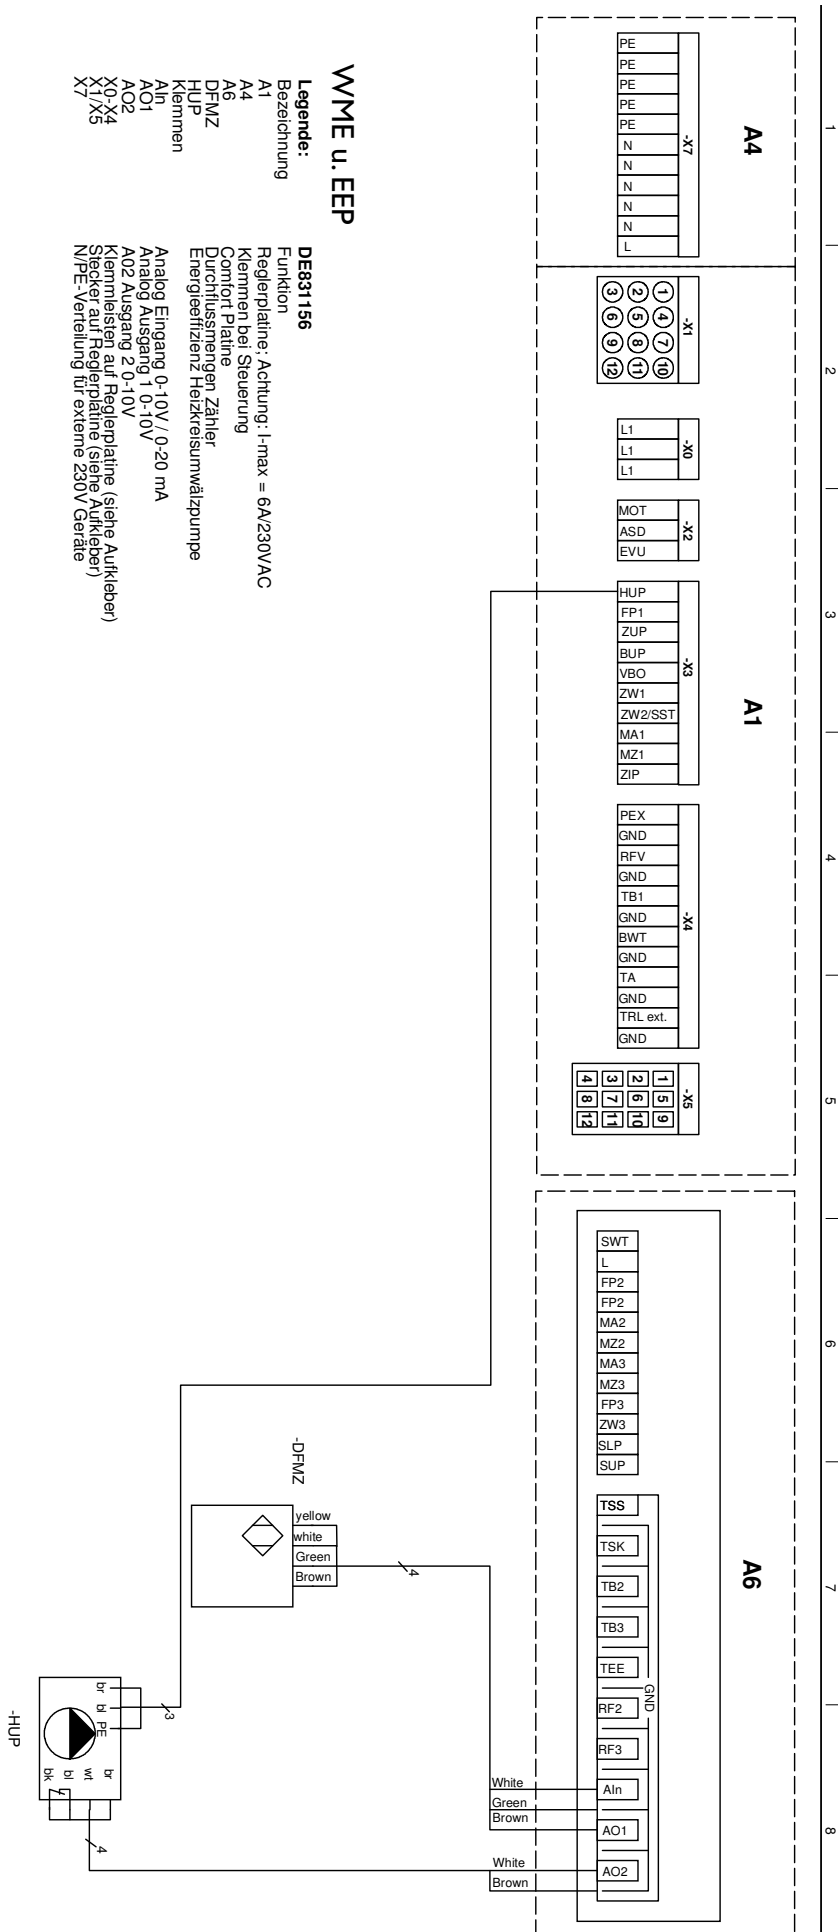 1
2
3
4
5
6
7
8
A4
-X7
PE
PE
PE
PE
PE
N
N
N
N
N
L
A1
-X1
1 4 7 10
2 5 8 11
3 6 9 12
-X0
L1
L1
L1
-X2
MOT
ASD
EVU
-X3
HUP
FP1
ZUP
BUP
VBO
ZW1
ZW2/SST
MA1
MZ1
ZIP
-X4
PEX
GND
RFV
GND
TB1
GND
BWT
GND
TA
GND
TRL ext.
GND
-X5
1 5 9
2 6 10
3 7 11
4 8 12
A6
SWT
L
FP2
FP2
MA2
MZ2
MA3
MZ3
FP3
ZW3
SLP
SUP
TSS
TSK
TB2
TB3
TEE
RF2
RF3
AIn
AO1
AO2
GND
White
Green
Brown
White
Brown
-DFMZ
yellow
white
Green
Brown
4
3
4
br bl PE
bk bl wt br
-HUP
WME u. EEP
Legende: DE831156
Bezeichnung Funktion
A1 Reglerplatine; Achtung: I-max = 6A/230VAC
A4 Klemmen bei Steuerung
A6 Comfort Platine
DFMZ Durchflussmengen Zähler
HUP Energieeffizienz Heizkreisumwälzpumpe
Klemmen
AIn Analog Eingang 0-10V / 0-20 mA
AO1 Analog Ausgang 1 0-10V
AO2 A02 Ausgang 2 0-10V
X0-X4 Klemmleisten auf Reglerplatine (siehe Aufkleber)
X1/X5 Stecker auf Reglerplatine (siehe Aufkleber)
X7 N/PE-Verteilung für externe 230V Geräte